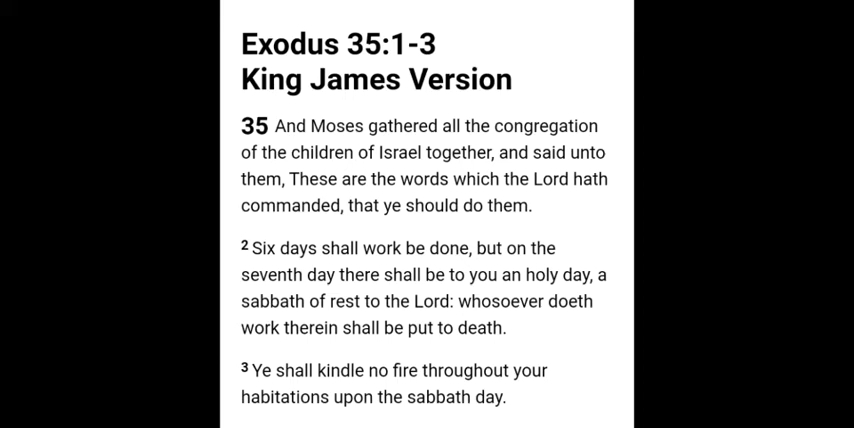 Exodus 35:1-3
King James Version
35 And Moses gathered all the congregation
of the children of Israel together, and said unto
them, These are the words which the Lord hath
commanded, that ye should do them.
2 Six days shall work be done, but on the
seventh day there shall be to you an holy day, a
sabbath of rest to the Lord: whosoever doeth
work therein shall be put to death.
3 Ye shall kindle no fire throughout your
habitations upon the sabbath day.